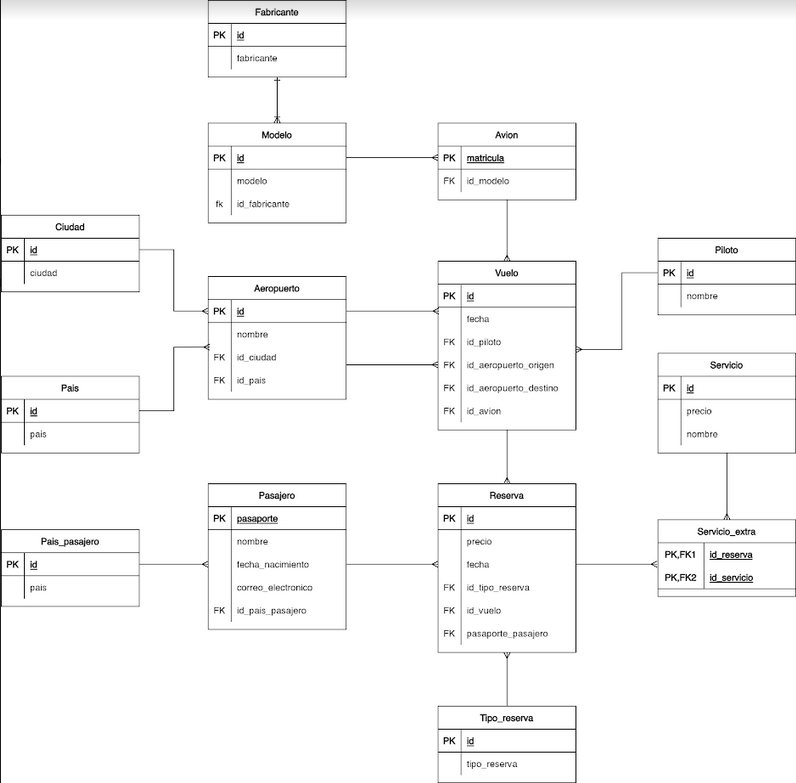 Fabricante
PK id
fabricante
Modelo
PK id
modelo
fk id_fabricante
Avion
PK matricula
FK id_modelo
Ciudad
PK id
ciudad
Aeropuerto
PK id
nombre
FK id_ciudad
FK id_pais
Vuelo
PK id
fecha
FK id_piloto
FK id_aeropuerto_origen
FK id_aeropuerto_destino
FK id_avion
Piloto
PK id
nombre
Pais
PK id
pais
Servicio
PK id
precio
nombre
Pasajero
PK pasaporte
nombre
fecha_nacimiento
correo_electronico
FK id_pais_pasajero
Reserva
PK id
precio
fecha
FK id_tipo_reserva
FK id_vuelo
FK pasaporte_pasajero
Pais_pasajero
PK id
pais
Servicio_extra
PK,FK1 id_reserva
PK,FK2 id_servicio
Tipo_reserva
PK id
tipo_reserva